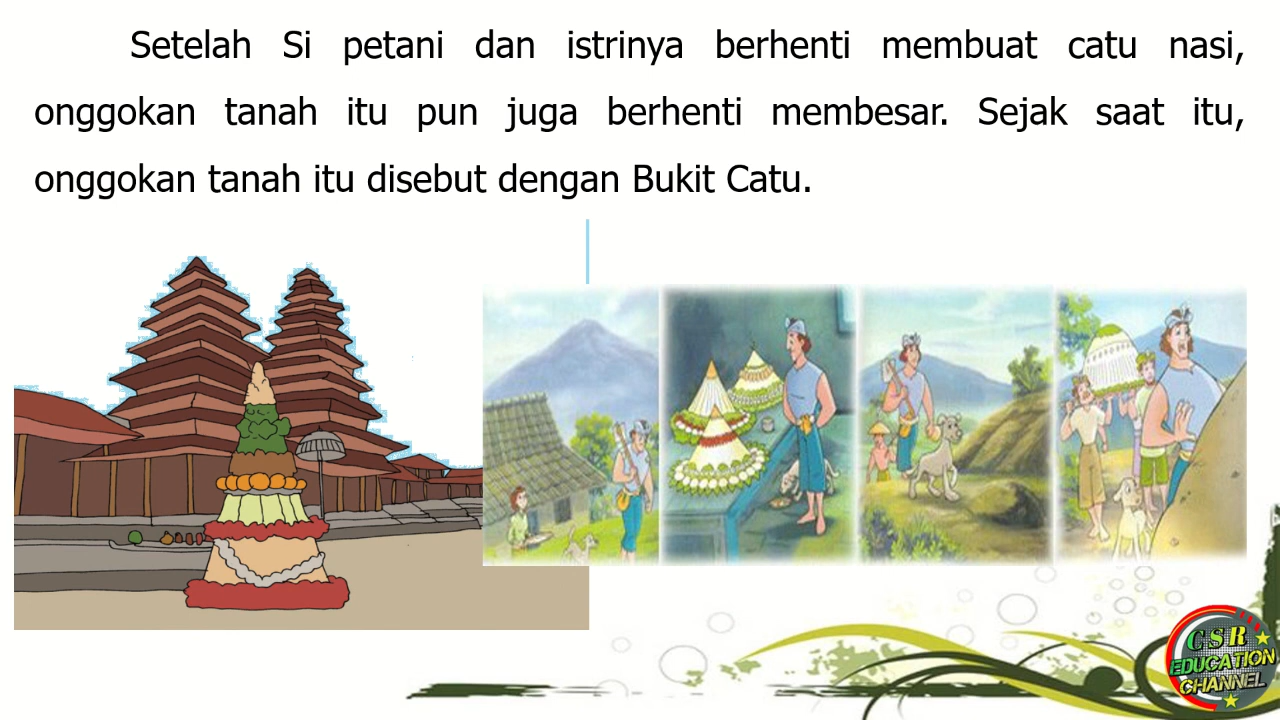 Setelah Si petani dan istrinya berhenti membuat catu nasi,
onggokan tanah itu pun juga berhenti membesar. Sejak saat itu,
onggokan tanah itu disebut dengan Bukit Catu.
CSR
EDUCATION
CHANNEL